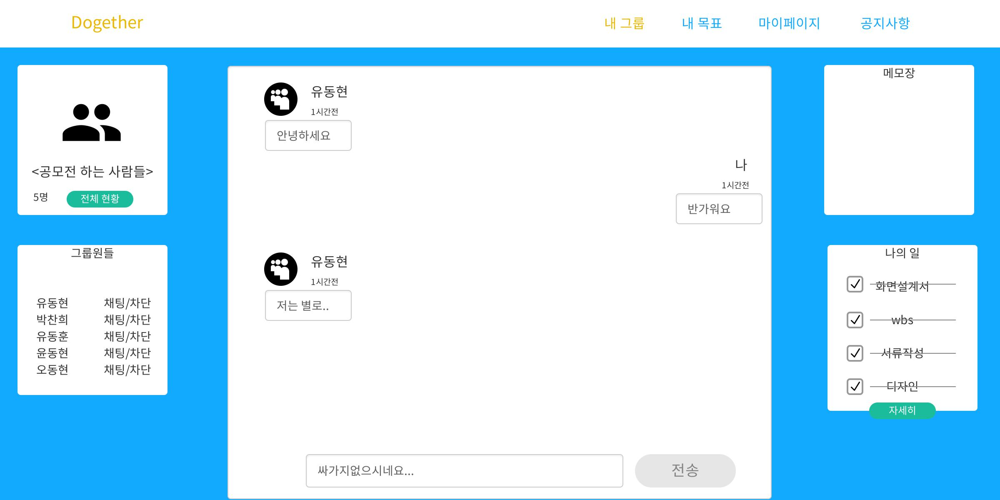 Dogether
내 그룹 내 목표 마이페이지 공지사항
<공모전 하는 사람들>
5명 전체 현황
그룹원들
유동현 채팅/차단
박찬희 채팅/차단
유동훈 채팅/차단
윤동현 채팅/차단
오동현 채팅/차단
유동현
1시간전
안녕하세요
나
1시간전
반가워요
유동현
1시간전
저는 별로..
싸가지없으시네요...
전송
메모장
나의 일
화면설계서
wbs
서류작성
디자인
자세히